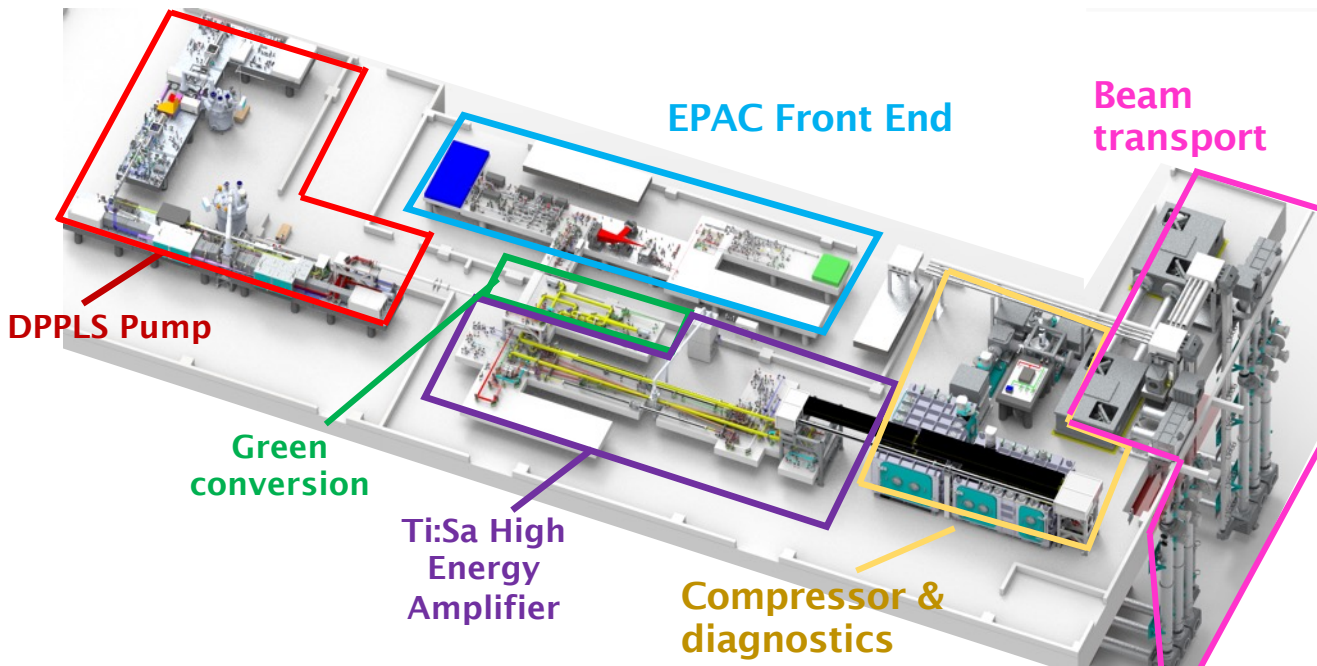 EPAC Front End
Beam
transport
DPPLS Pump
Green
conversion
Ti:Sa High
Energy
Amplifier
Compressor &
diagnostics